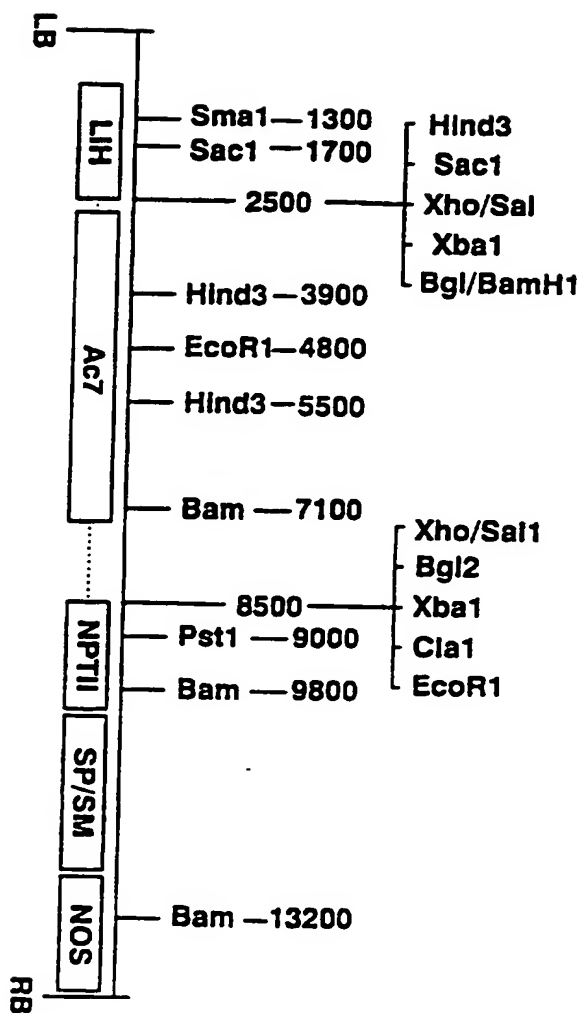 LB
LIH
Sma1—1300
Sac1—1700
2500
Hind3
Sac1
Xho/Sal
Xba1
Bgl/BamH1
Ac7
Hind3—3900
EcoR1—4800
Hind3—5500
Bam—7100
8500
Xho/Sal1
Bgl2
Xba1
Cla1
EcoR1
NPTII
Pst1—9000
Bam—9800
SP/SM
NOS
Bam—13200
RB